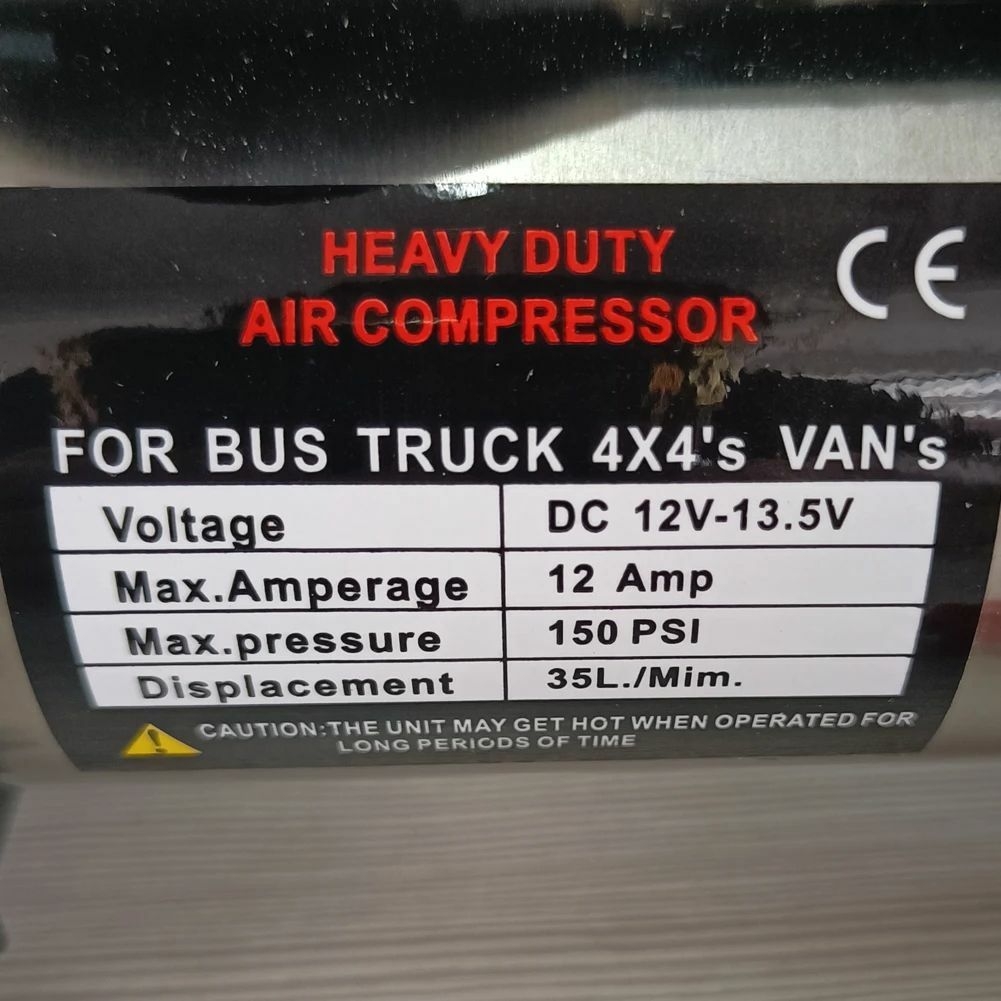 HEAVY DUTY
AIR COMPRESSOR
CE
FOR BUS TRUCK 4X4's VAN's
Voltage DC 12V-13.5V
Max.Amperage 12 Amp
Max.pressure 150 PSI
Displacement 35L./Mim.
CAUTION:THE UNIT MAY GET HOT WHEN OPERATED FOR
LONG PERIODS OF TIME